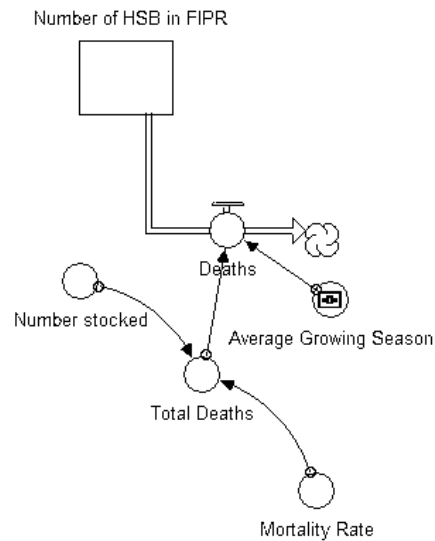 Number of HSB in FIPR
Deaths
Number stocked
Average Growing Season
Total Deaths
Mortality Rate